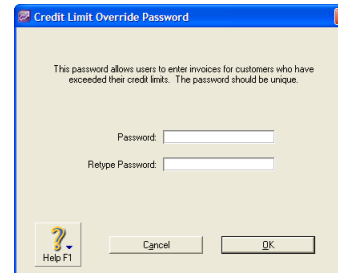 Credit Limit Override Password
This password allows users to enter invoices for customers who have
exceeded their credit limits. The password should be unique.
Password:
Retype Password:
Help F1
Cancel
OK